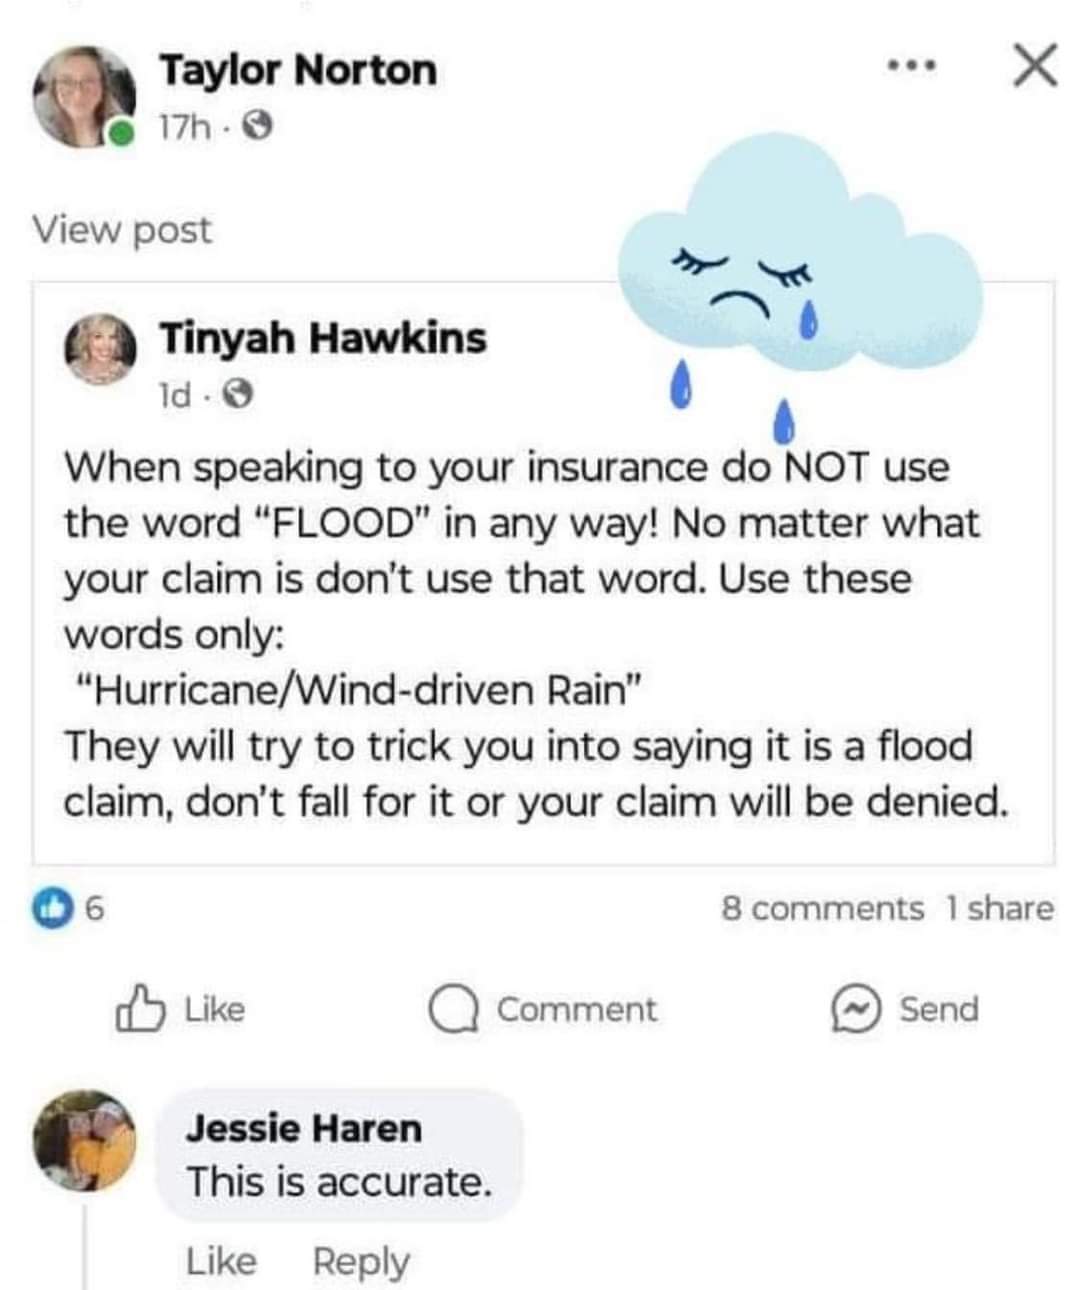 Taylor Norton
17h ·
View post
Tinyah Hawkins
1d ·
When speaking to your insurance do NOT use
the word “FLOOD” in any way! No matter what
your claim is don't use that word. Use these
words only:
“Hurricane/Wind-driven Rain”
They will try to trick you into saying it is a flood
claim, don't fall for it or your claim will be denied.
6
8 comments 1 share
Like Comment Send
Jessie Haren
This is accurate.
Like Reply